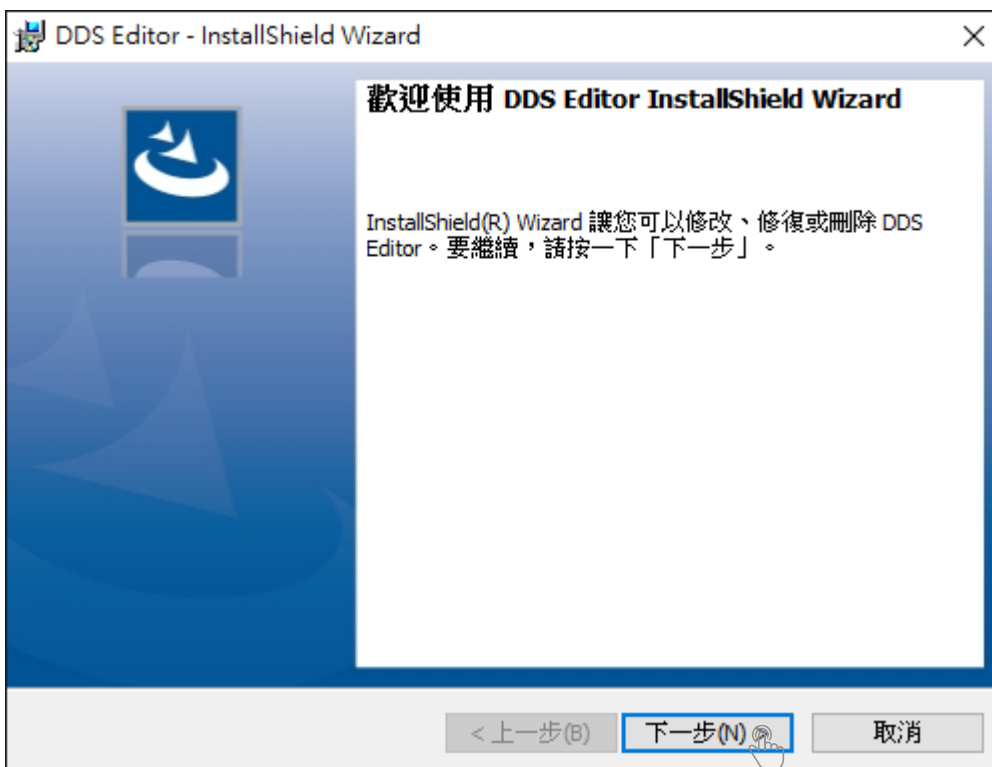 DDS Editor - InstallShield Wizard
歡迎使用 DDS Editor InstallShield Wizard
InstallShield(R) Wizard 讓您可以修改、修復或刪除 DDS
Editor。要繼續，請按一下「下一步」。
< 上一步(B)
下一步(N)
取消